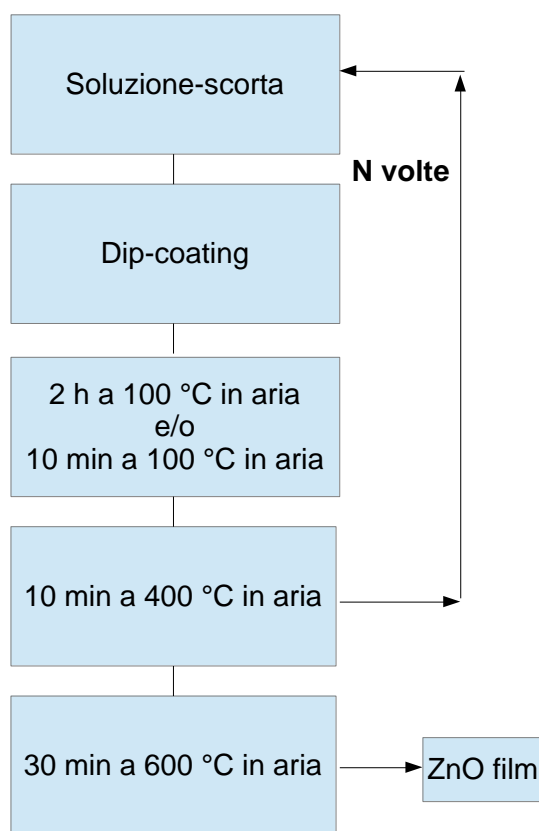 Soluzione-scorta
N volte
Dip-coating
2 h a 100 °C in aria
e/o
10 min a 100 °C in aria
10 min a 400 °C in aria
30 min a 600 °C in aria
ZnO film